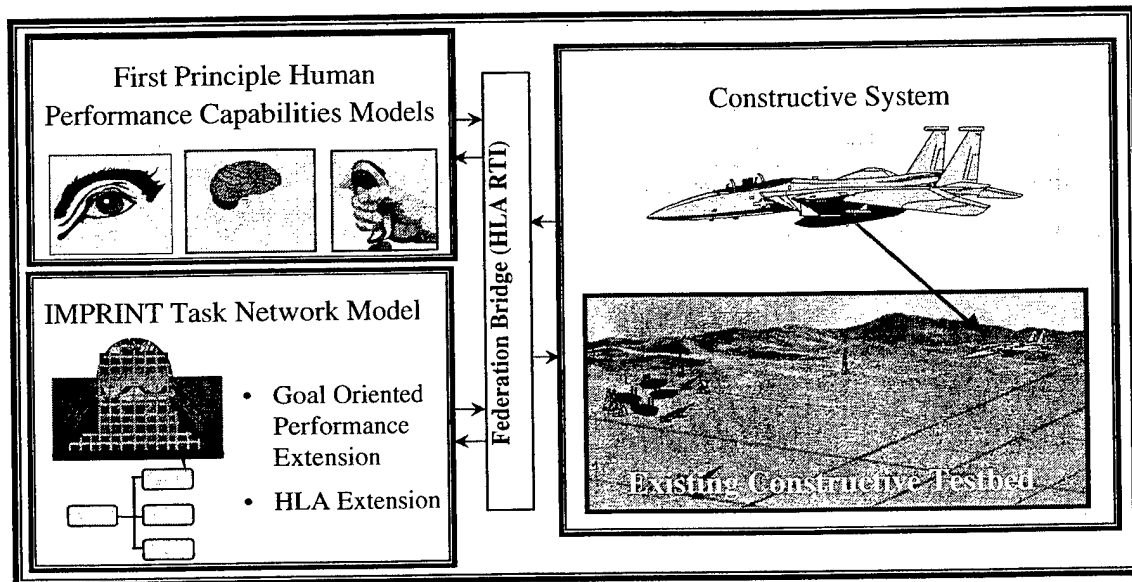 First Principle Human
Performance Capabilities Models
IMPRINT Task Network Model
• Goal Oriented
Performance
Extension
• HLA Extension
Federation Bridge (HLA RTI)
Constructive System
Existing Constructive Testbed